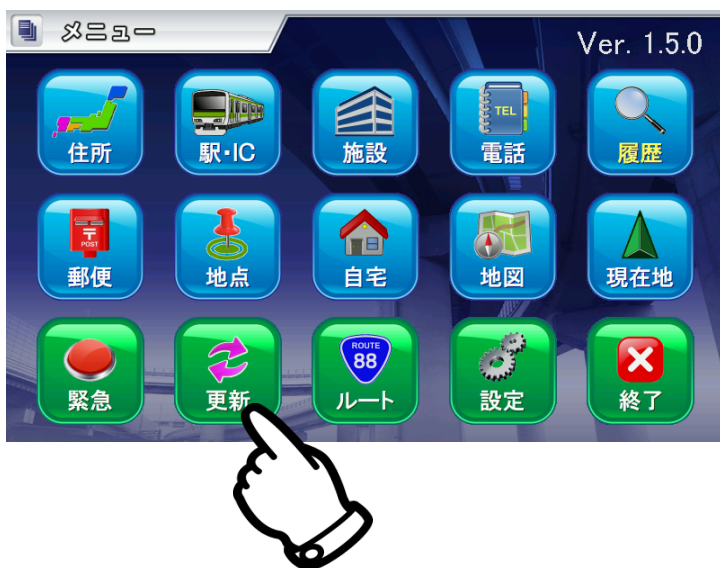 メニュー
Ver. 1.5.0
住所
駅・IC
施設
TEL
電話
履歴
〒
POST
郵便
地点
自宅
地図
現在地
緊急
更新
ROUTE
88
ルート
設定
終了